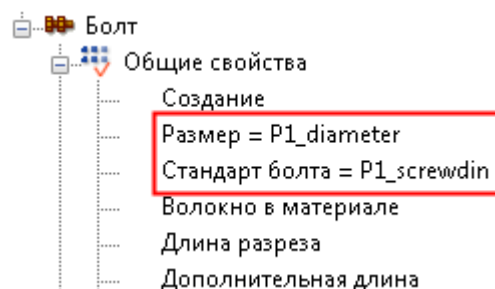 Болт
Общие свойства
Создание
Размер = P1_diameter
Стандарт болта = P1_screwdin
Волокно в материале
Длина разреза
Дополнительная длина